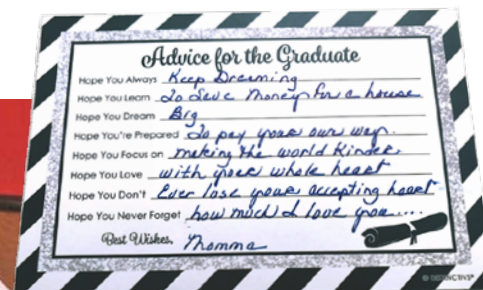 Advice for the Graduate
Hope You Always Keep Dreaming
Hope You Learn To Save Money for a house
Hope You Dream Big
Hope You're Prepared To pay your own way.
Hope You Focus on making the world Kinder.
Hope You Love with your whole heart
Hope You Don't Ever lose your accepting heart
Hope You Never Forget how much I love you....
Best Wishes, Momma